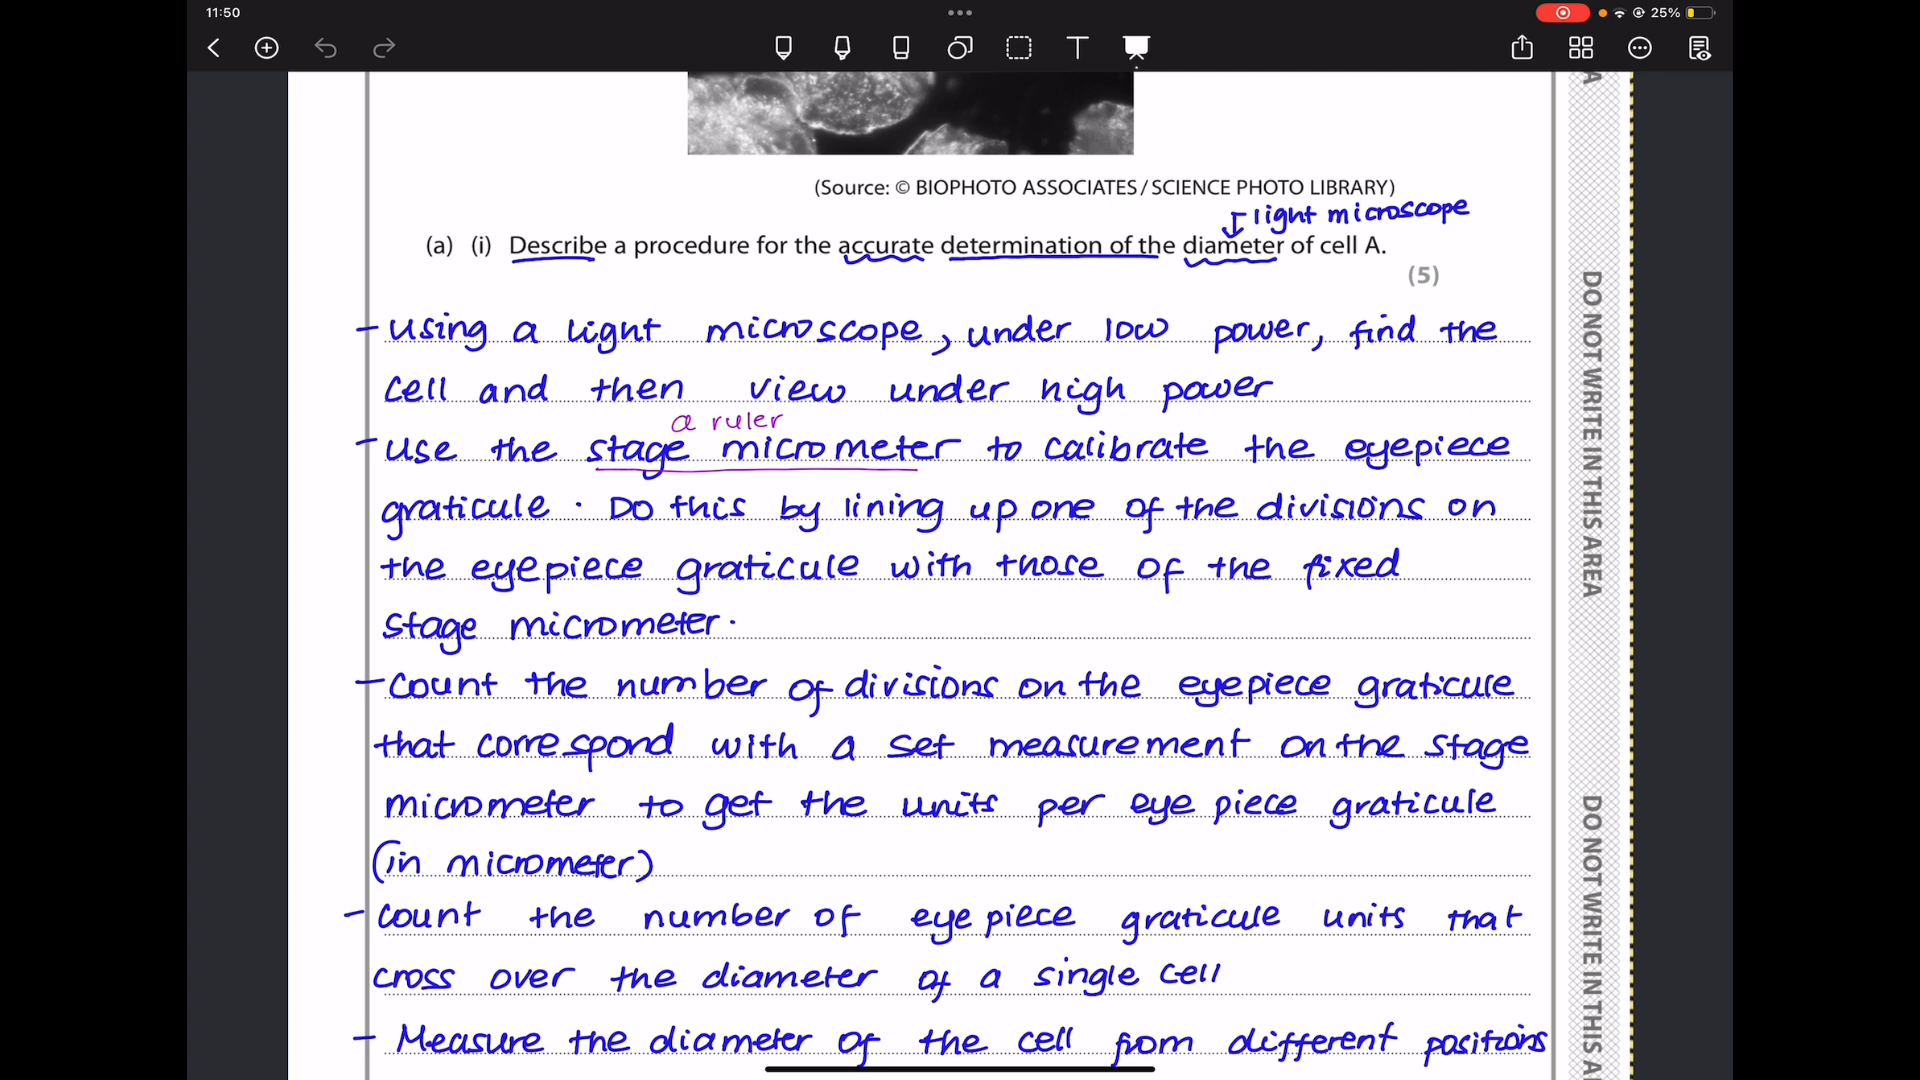 11:50
25%
T
A
(Source: © BIOPHOTO ASSOCIATES / SCIENCE PHOTO LIBRARY)
light microscope
(a) (i) Describe a procedure for the accurate determination of the diameter of cell A.
(5)
- using a light microscope, under low power, find the
cell and then view under high power
a ruler
- use the stage micrometer to calibrate the eyepiece
graticule. Do this by lining up one of the divisions on
the eyepiece graticule with those of the fixed
stage micrometer.
- count the number of divisions on the eyepiece graticule
that correspond with a set measurement on the stage
micrometer to get the units per eye piece graticule
(in micrometer)
- count the number of eye piece graticule units that
cross over the diameter of a single cell
- Measure the diameter of the cell from different positions
DO NOT WRITE IN THIS AREA
DO NOT WRITE IN THIS A